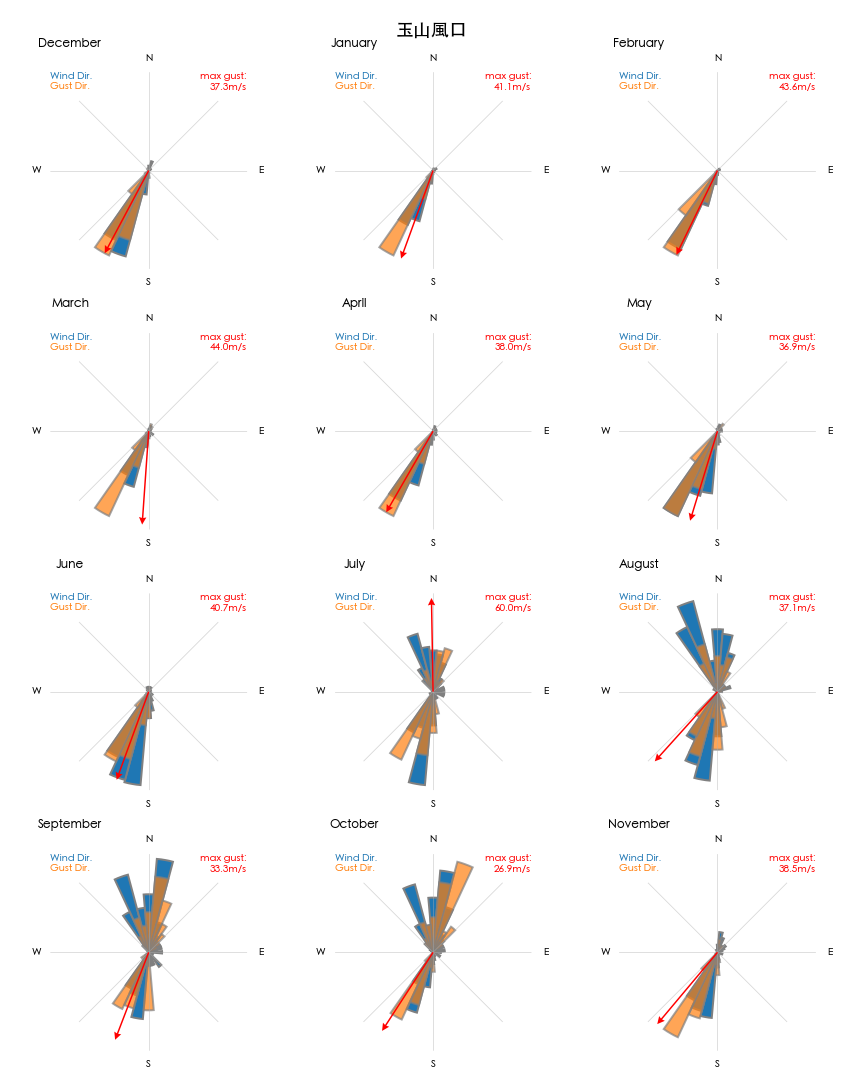 玉山風口
December
January
February
N
N
N
Wind Dir.
Gust Dir.
max gust:
37.3m/s
Wind Dir.
Gust Dir.
max gust:
41.1m/s
Wind Dir.
Gust Dir.
max gust:
43.6m/s
W
E
W
E
W
E
S
S
S
March
April
May
N
N
N
Wind Dir.
Gust Dir.
max gust:
44.0m/s
Wind Dir.
Gust Dir.
max gust:
38.0m/s
Wind Dir.
Gust Dir.
max gust:
36.9m/s
W
E
W
E
W
E
S
S
S
June
July
August
N
N
N
Wind Dir.
Gust Dir.
max gust:
40.7m/s
Wind Dir.
Gust Dir.
max gust:
60.0m/s
Wind Dir.
Gust Dir.
max gust:
37.1m/s
W
E
W
E
W
E
S
S
S
September
October
November
N
N
N
Wind Dir.
Gust Dir.
max gust:
33.3m/s
Wind Dir.
Gust Dir.
max gust:
26.9m/s
Wind Dir.
Gust Dir.
max gust:
38.5m/s
W
E
W
E
W
E
S
S
S